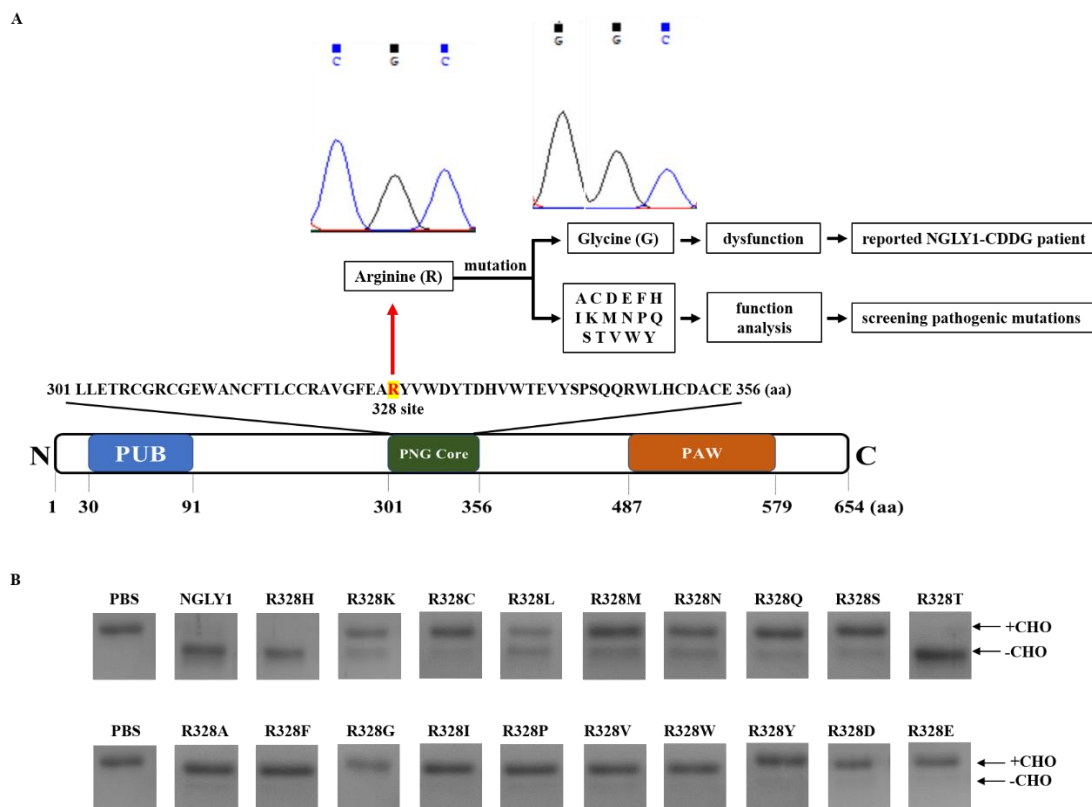 A
C G C
G G C
Arginine (R)
mutation
Glycine (G)
dysfunction
reported NGLY1-CDDG patient
A C D E F H
I K M N P Q
S T V W Y
function
analysis
screening pathogenic mutations
301 LLETRCGRCGEWANCFTLCCRAVGFEARYVWDYTDHVWTEVYSPSQQRWLHCDACE 356 (aa)
328 site
N PUB PNG Core PAW C
1 30 91 301 356 487 579 654 (aa)
B
PBS NGLY1 R328H R328K R328C R328L R328M R328N R328Q R328S R328T
+CHO
-CHO
PBS R328A R328F R328G R328I R328P R328V R328W R328Y R328D R328E
+CHO
-CHO